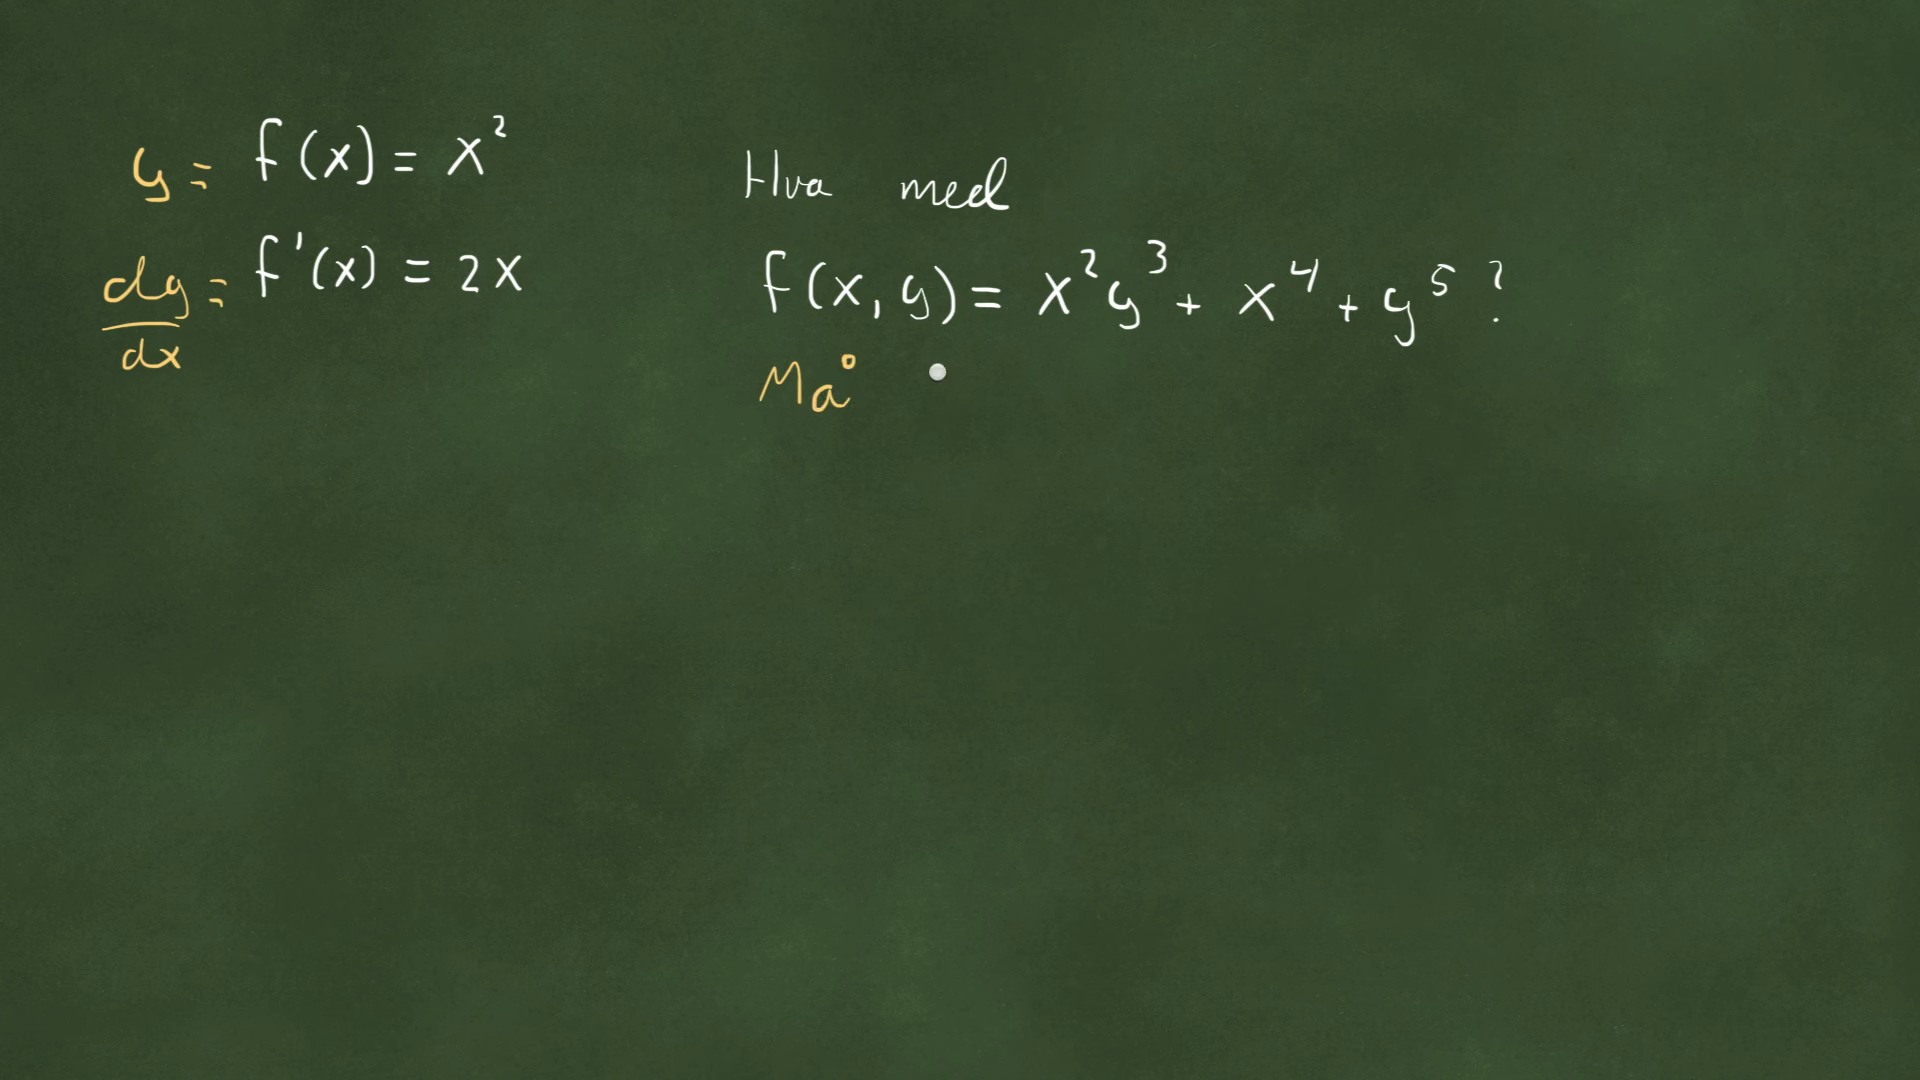 y = f(x) = x²
dy/dx = f'(x) = 2x
Hva med
f(x,y) = x²y³ + x⁴ + y⁵ ?
Må